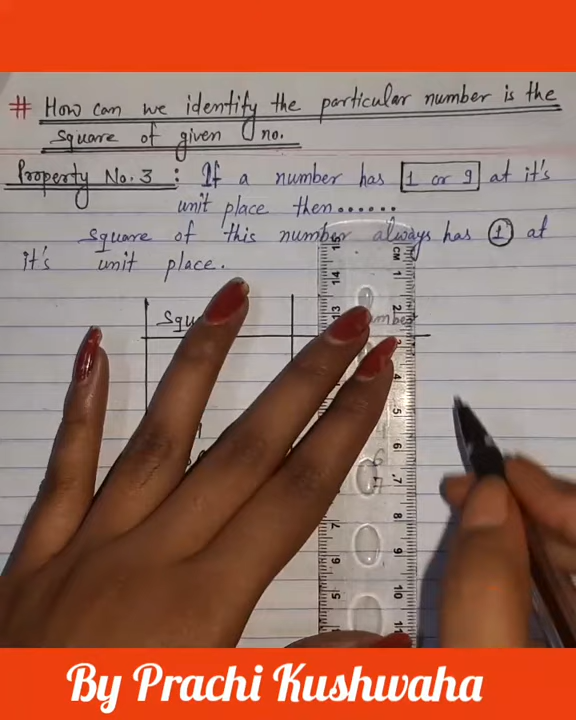 # How can we identify the particular number is the
square of given no.
Property No. 3 : If a number has 1 or 9 at it's
unit place then......
square of this number always has 1 at
it's unit place.
By Prachi Kushwaha